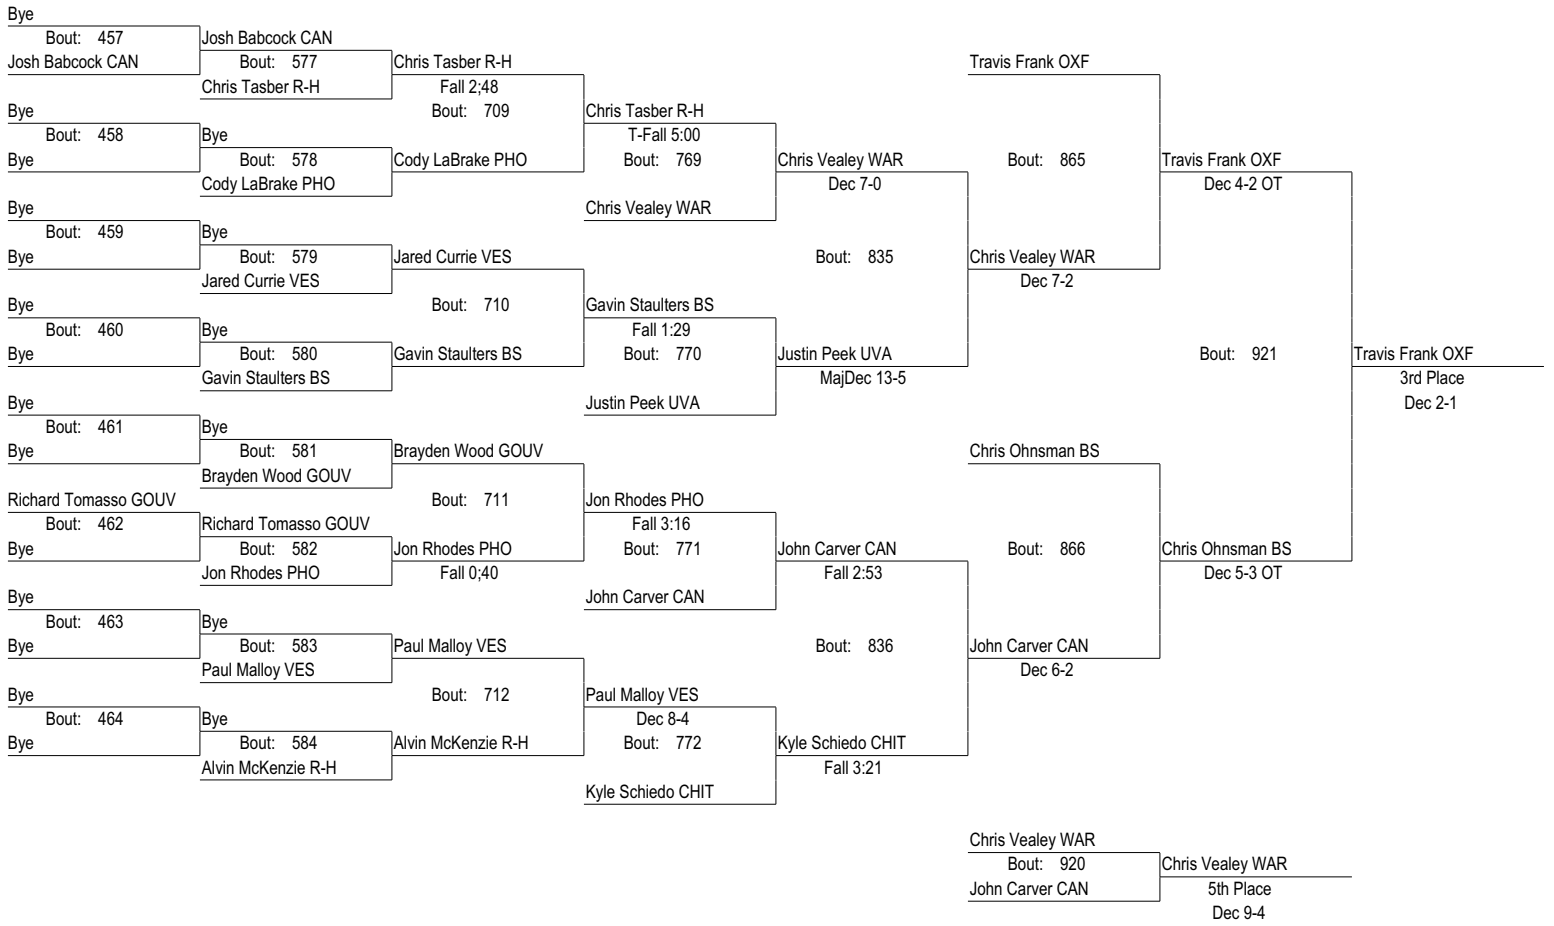 Bye
Bout: 457
Josh Babcock CAN
Bye
Bout: 458
Bye
Bye
Bout: 459
Bye
Bye
Bout: 460
Bye
Bye
Bout: 461
Bye
Richard Tomasso GOUV
Bout: 462
Bye
Bye
Bout: 463
Bye
Bye
Bout: 464
Bye
Josh Babcock CAN
Bout: 577
Chris Tasber R-H
Bye
Bout: 578
Cody LaBrake PHO
Bye
Bout: 579
Jared Currie VES
Bye
Bout: 580
Gavin Staulters BS
Bye
Bout: 581
Brayden Wood GOUV
Richard Tomasso GOUV
Bout: 582
Jon Rhodes PHO
Bye
Bout: 583
Paul Malloy VES
Bye
Bout: 584
Alvin McKenzie R-H
Chris Tasber R-H
Fall 2;48
Bout: 709
Cody LaBrake PHO
Jared Currie VES
Bout: 710
Gavin Staulters BS
Brayden Wood GOUV
Bout: 711
Jon Rhodes PHO
Fall 0;40
Paul Malloy VES
Bout: 712
Alvin McKenzie R-H
Chris Tasber R-H
T-Fall 5:00
Bout: 769
Chris Vealey WAR
Gavin Staulters BS
Fall 1:29
Bout: 770
Justin Peek UVA
Jon Rhodes PHO
Fall 3:16
Bout: 771
John Carver CAN
Paul Malloy VES
Dec 8-4
Bout: 772
Kyle Schiedo CHIT
Chris Vealey WAR
Dec 7-0
Bout: 835
Justin Peek UVA
MajDec 13-5
John Carver CAN
Fall 2:53
Bout: 836
Kyle Schiedo CHIT
Fall 3:21
Travis Frank OXF
Bout: 865
Chris Vealey WAR
Dec 7-2
Chris Ohnsman BS
Bout: 866
John Carver CAN
Dec 6-2
Travis Frank OXF
Dec 4-2 OT
Bout: 921
Chris Ohnsman BS
Dec 5-3 OT
Travis Frank OXF
3rd Place
Dec 2-1
Chris Vealey WAR
Bout: 920
John Carver CAN
Chris Vealey WAR
5th Place
Dec 9-4